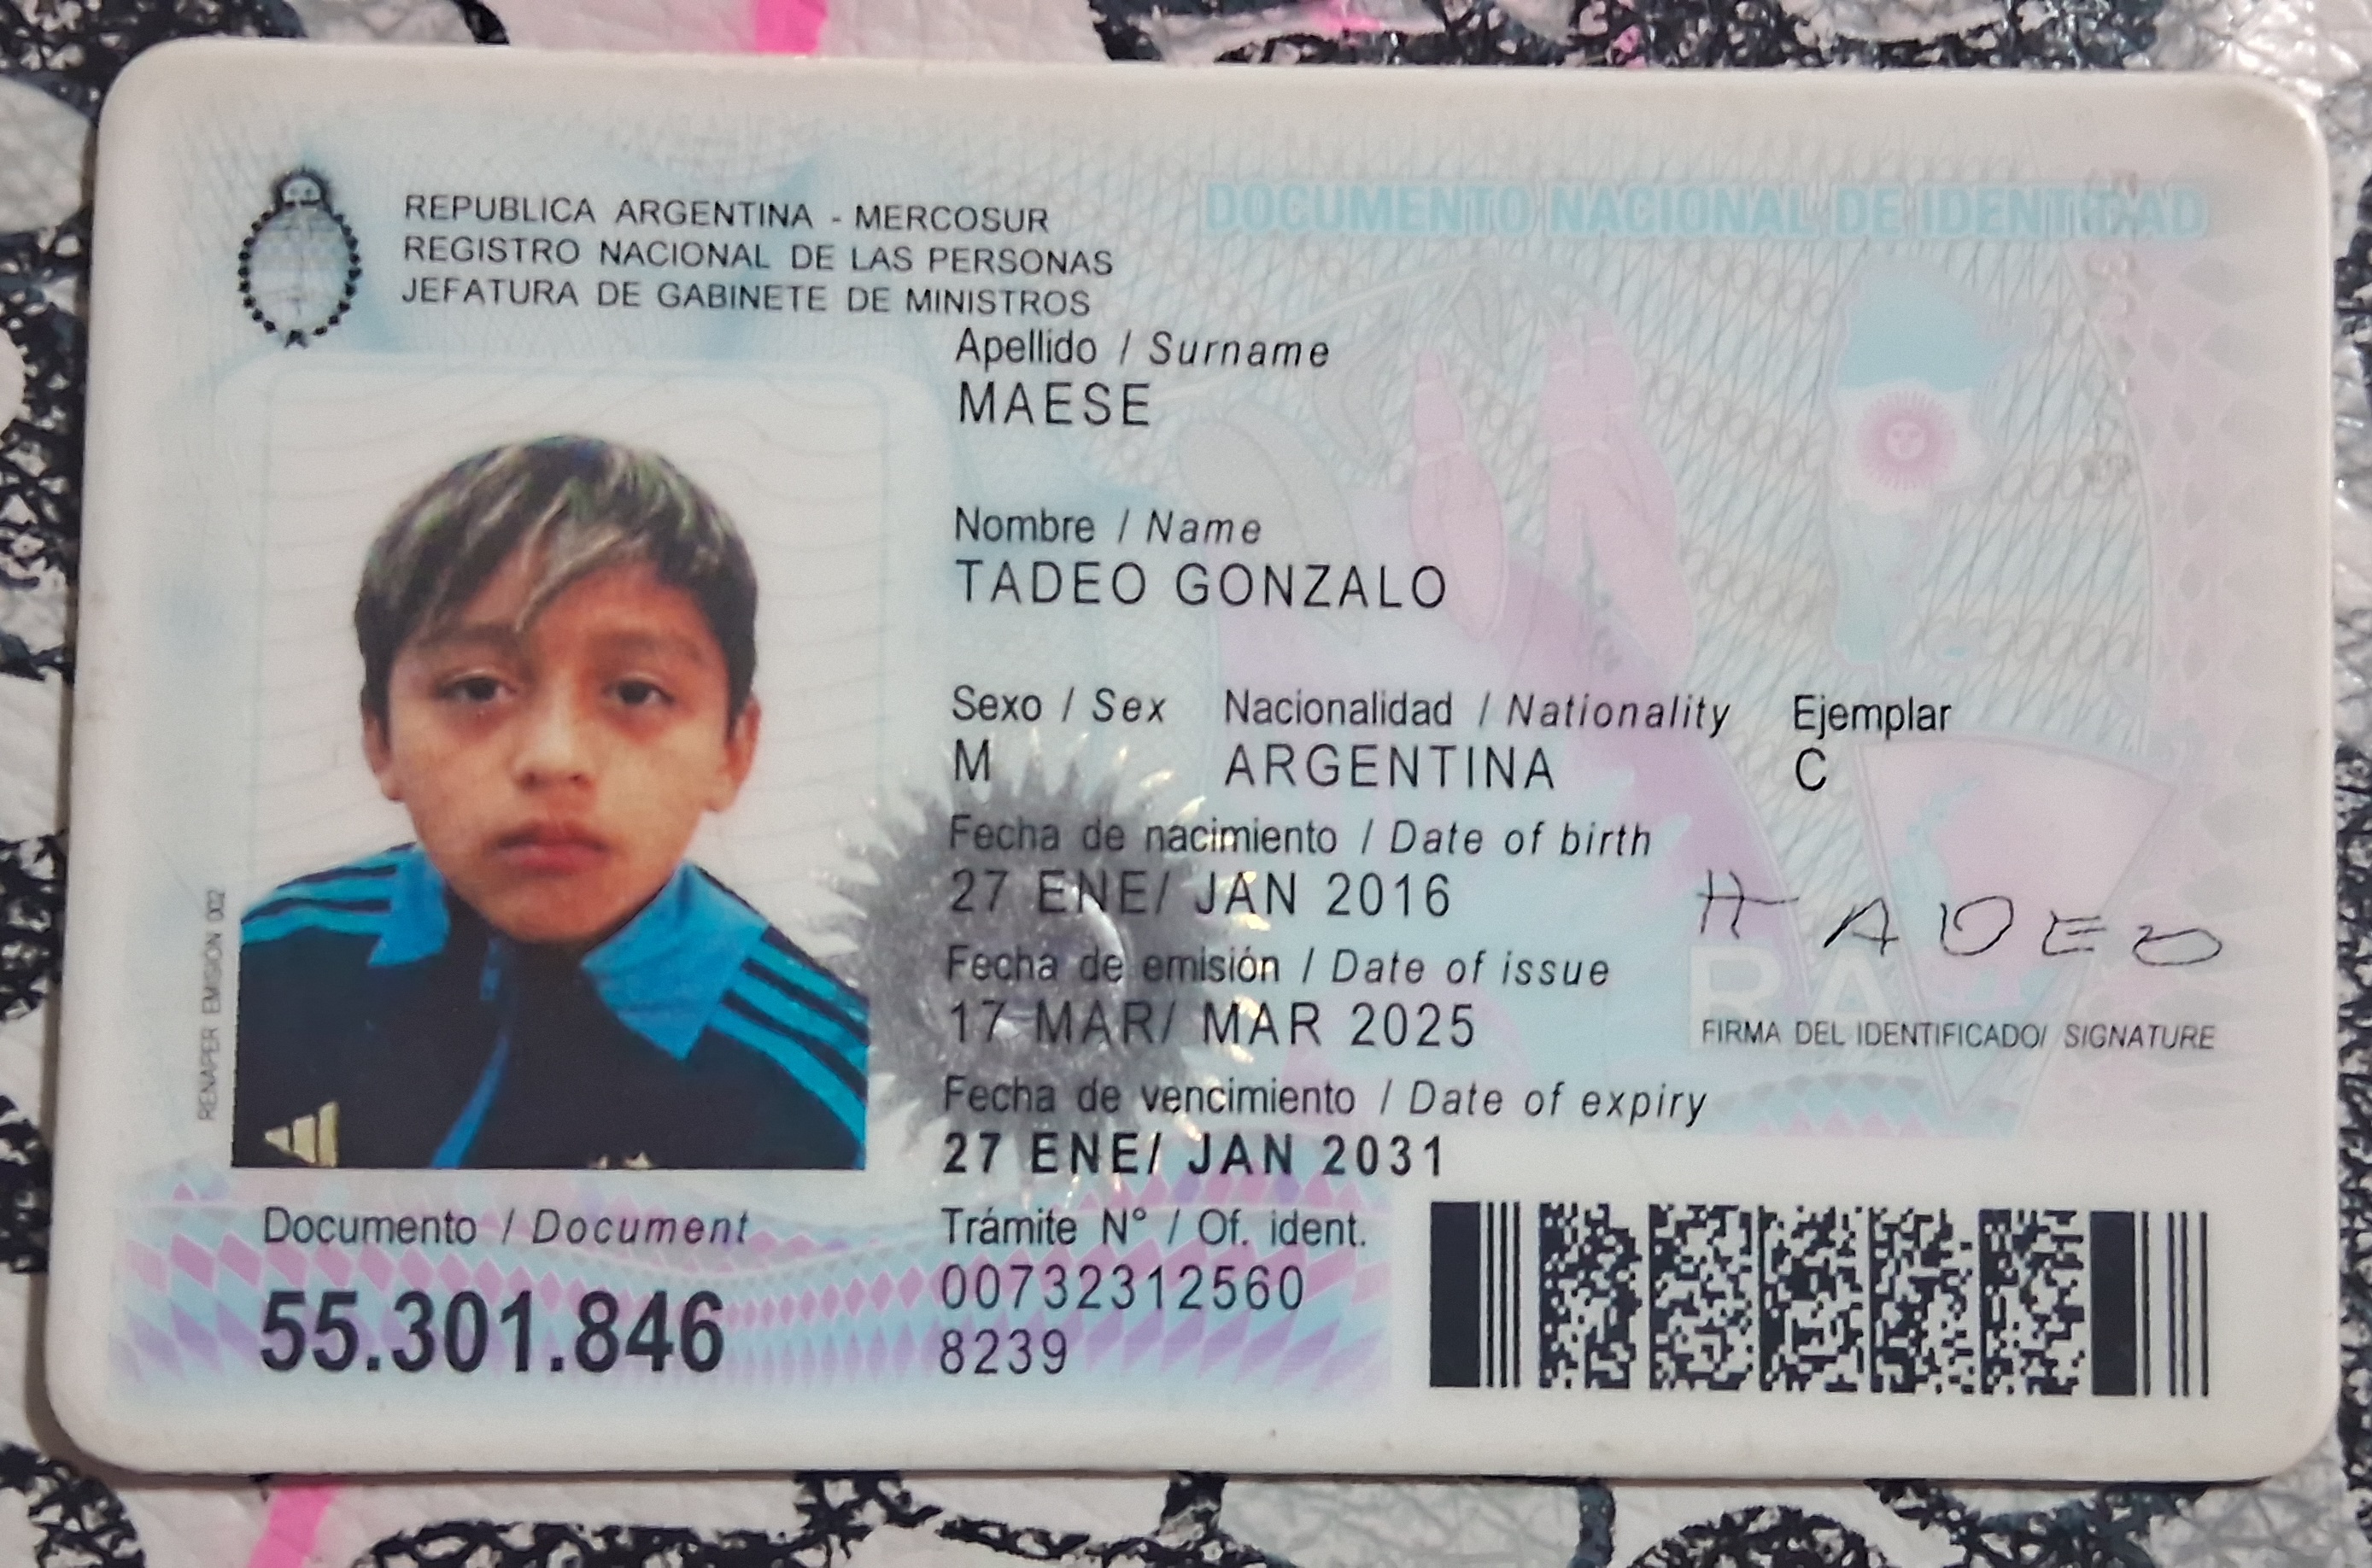 REPUBLICA ARGENTINA - MERCOSUR
REGISTRO NACIONAL DE LAS PERSONAS
JEFATURA DE GABINETE DE MINISTROS
DOCUMENTO NACIONAL DE IDENTIDAD
Apellido / Surname
MAESE
Nombre / Name
TADEO GONZALO
Sexo / Sex Nacionalidad / Nationality Ejemplar
M ARGENTINA C
Fecha de nacimiento / Date of birth
27 ENE/ JAN 2016
Fecha de emisión / Date of issue
17 MAR/ MAR 2025
Fecha de vencimiento / Date of expiry
27 ENE/ JAN 2031
TADEO
RA
FIRMA DEL IDENTIFICADO/ SIGNATURE
RENAPER EMISIÓN 002
Documento / Document
55.301.846
Trámite N° / Of. ident.
00732312560
8239